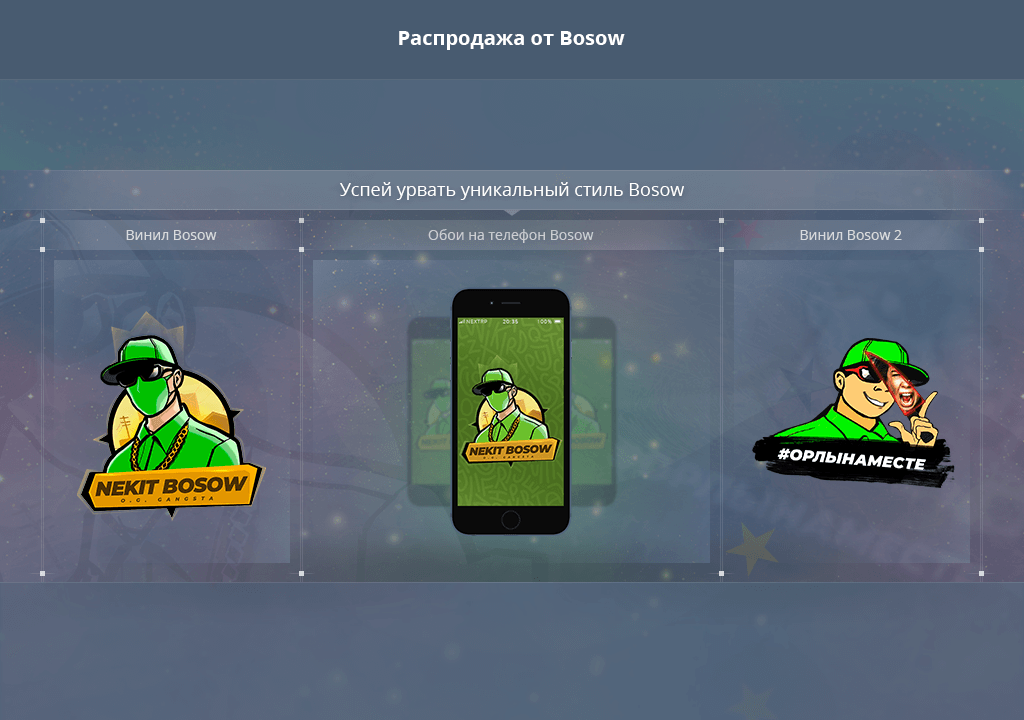 Распродажа от Bosow
Успей урвать уникальный стиль Bosow
Винил Bosow
Обои на телефон Bosow
Винил Bosow 2
NEKIT BOSOW
O.G. GANGSTA
20:35
100%
NEKIT BOSOW
O.G. GANGSTA
#ОРЛЫНАМЕСТЕ